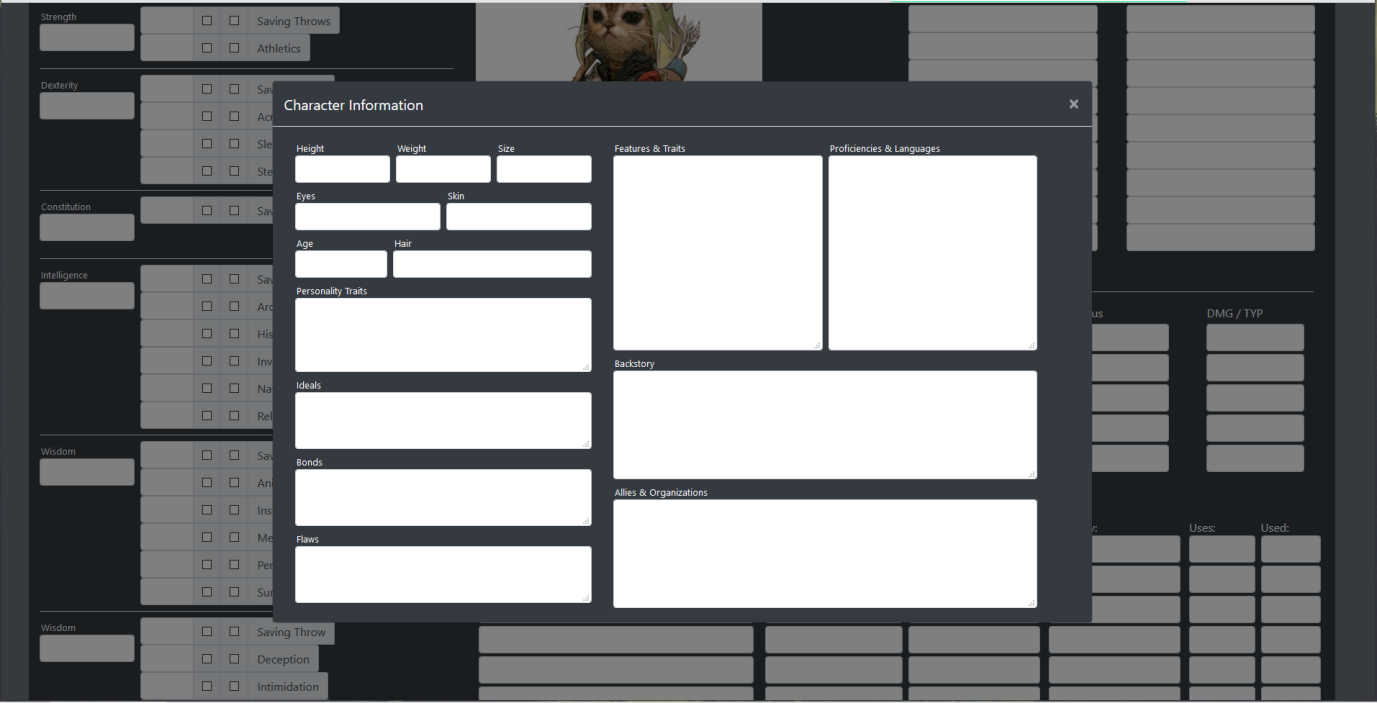 Strength
Saving Throws
Athletics
Dexterity
Sav
Acr
Sle
Ste
Constitution
Sav
Intelligence
Sav
Arc
His
Inv
Nat
Rel
Wisdom
Sav
Ani
Ins
Me
Per
Sur
Wisdom
Saving Throw
Deception
Intimidation
Character Information
×
Height Weight Size
Eyes Skin
Age Hair
Personality Traits
Ideals
Bonds
Flaws
Features & Traits Proficiencies & Languages
Backstory
Allies & Organizations
us DMG / TYP
Uses: Used: